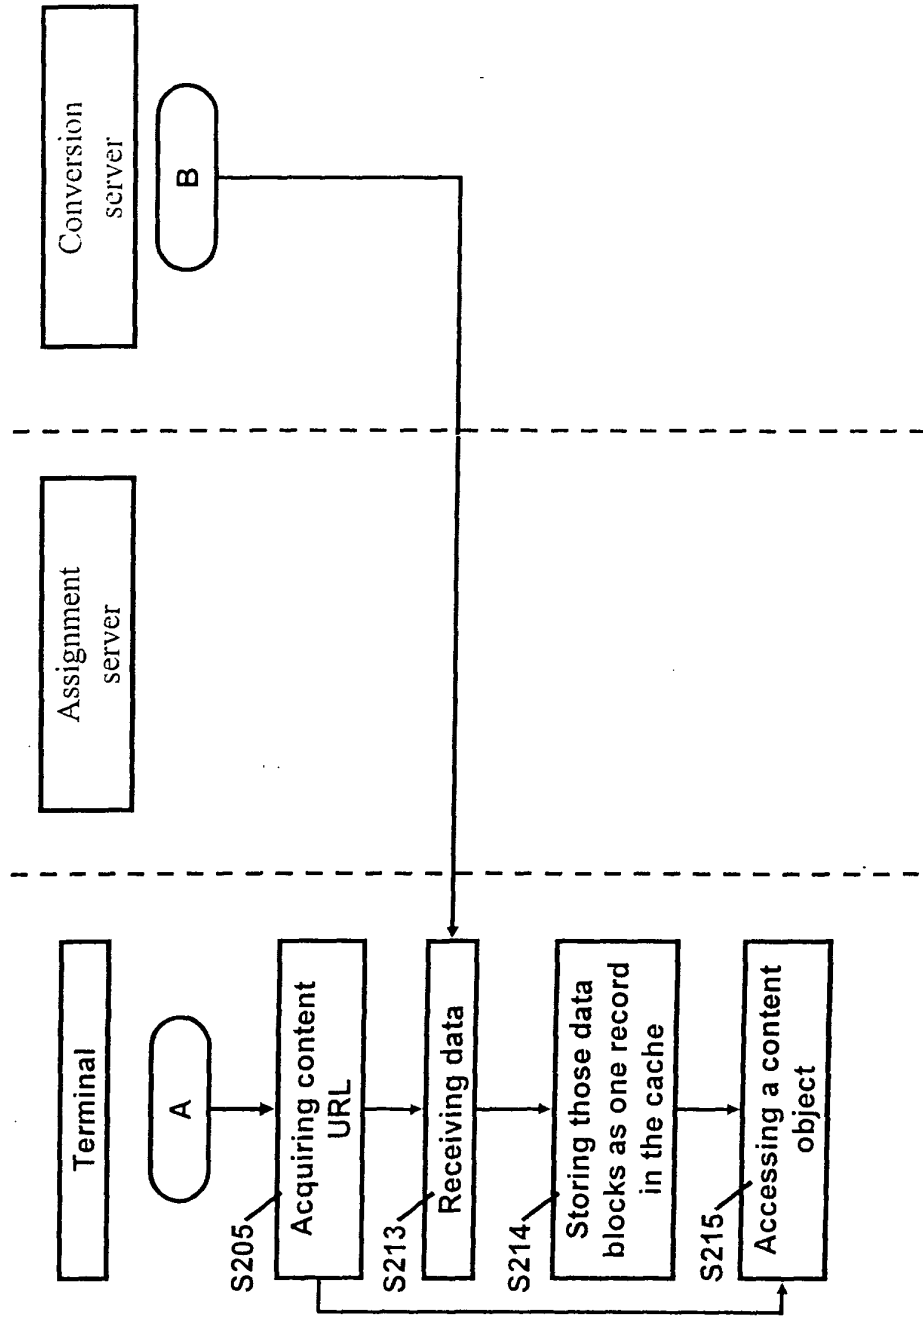 Terminal
Assignment
server
Conversion
server
A
B
S205
Acquiring content
URL
S213
Receiving data
S214
Storing those data
blocks as one record
in the cache
S215
Accessing a content
object